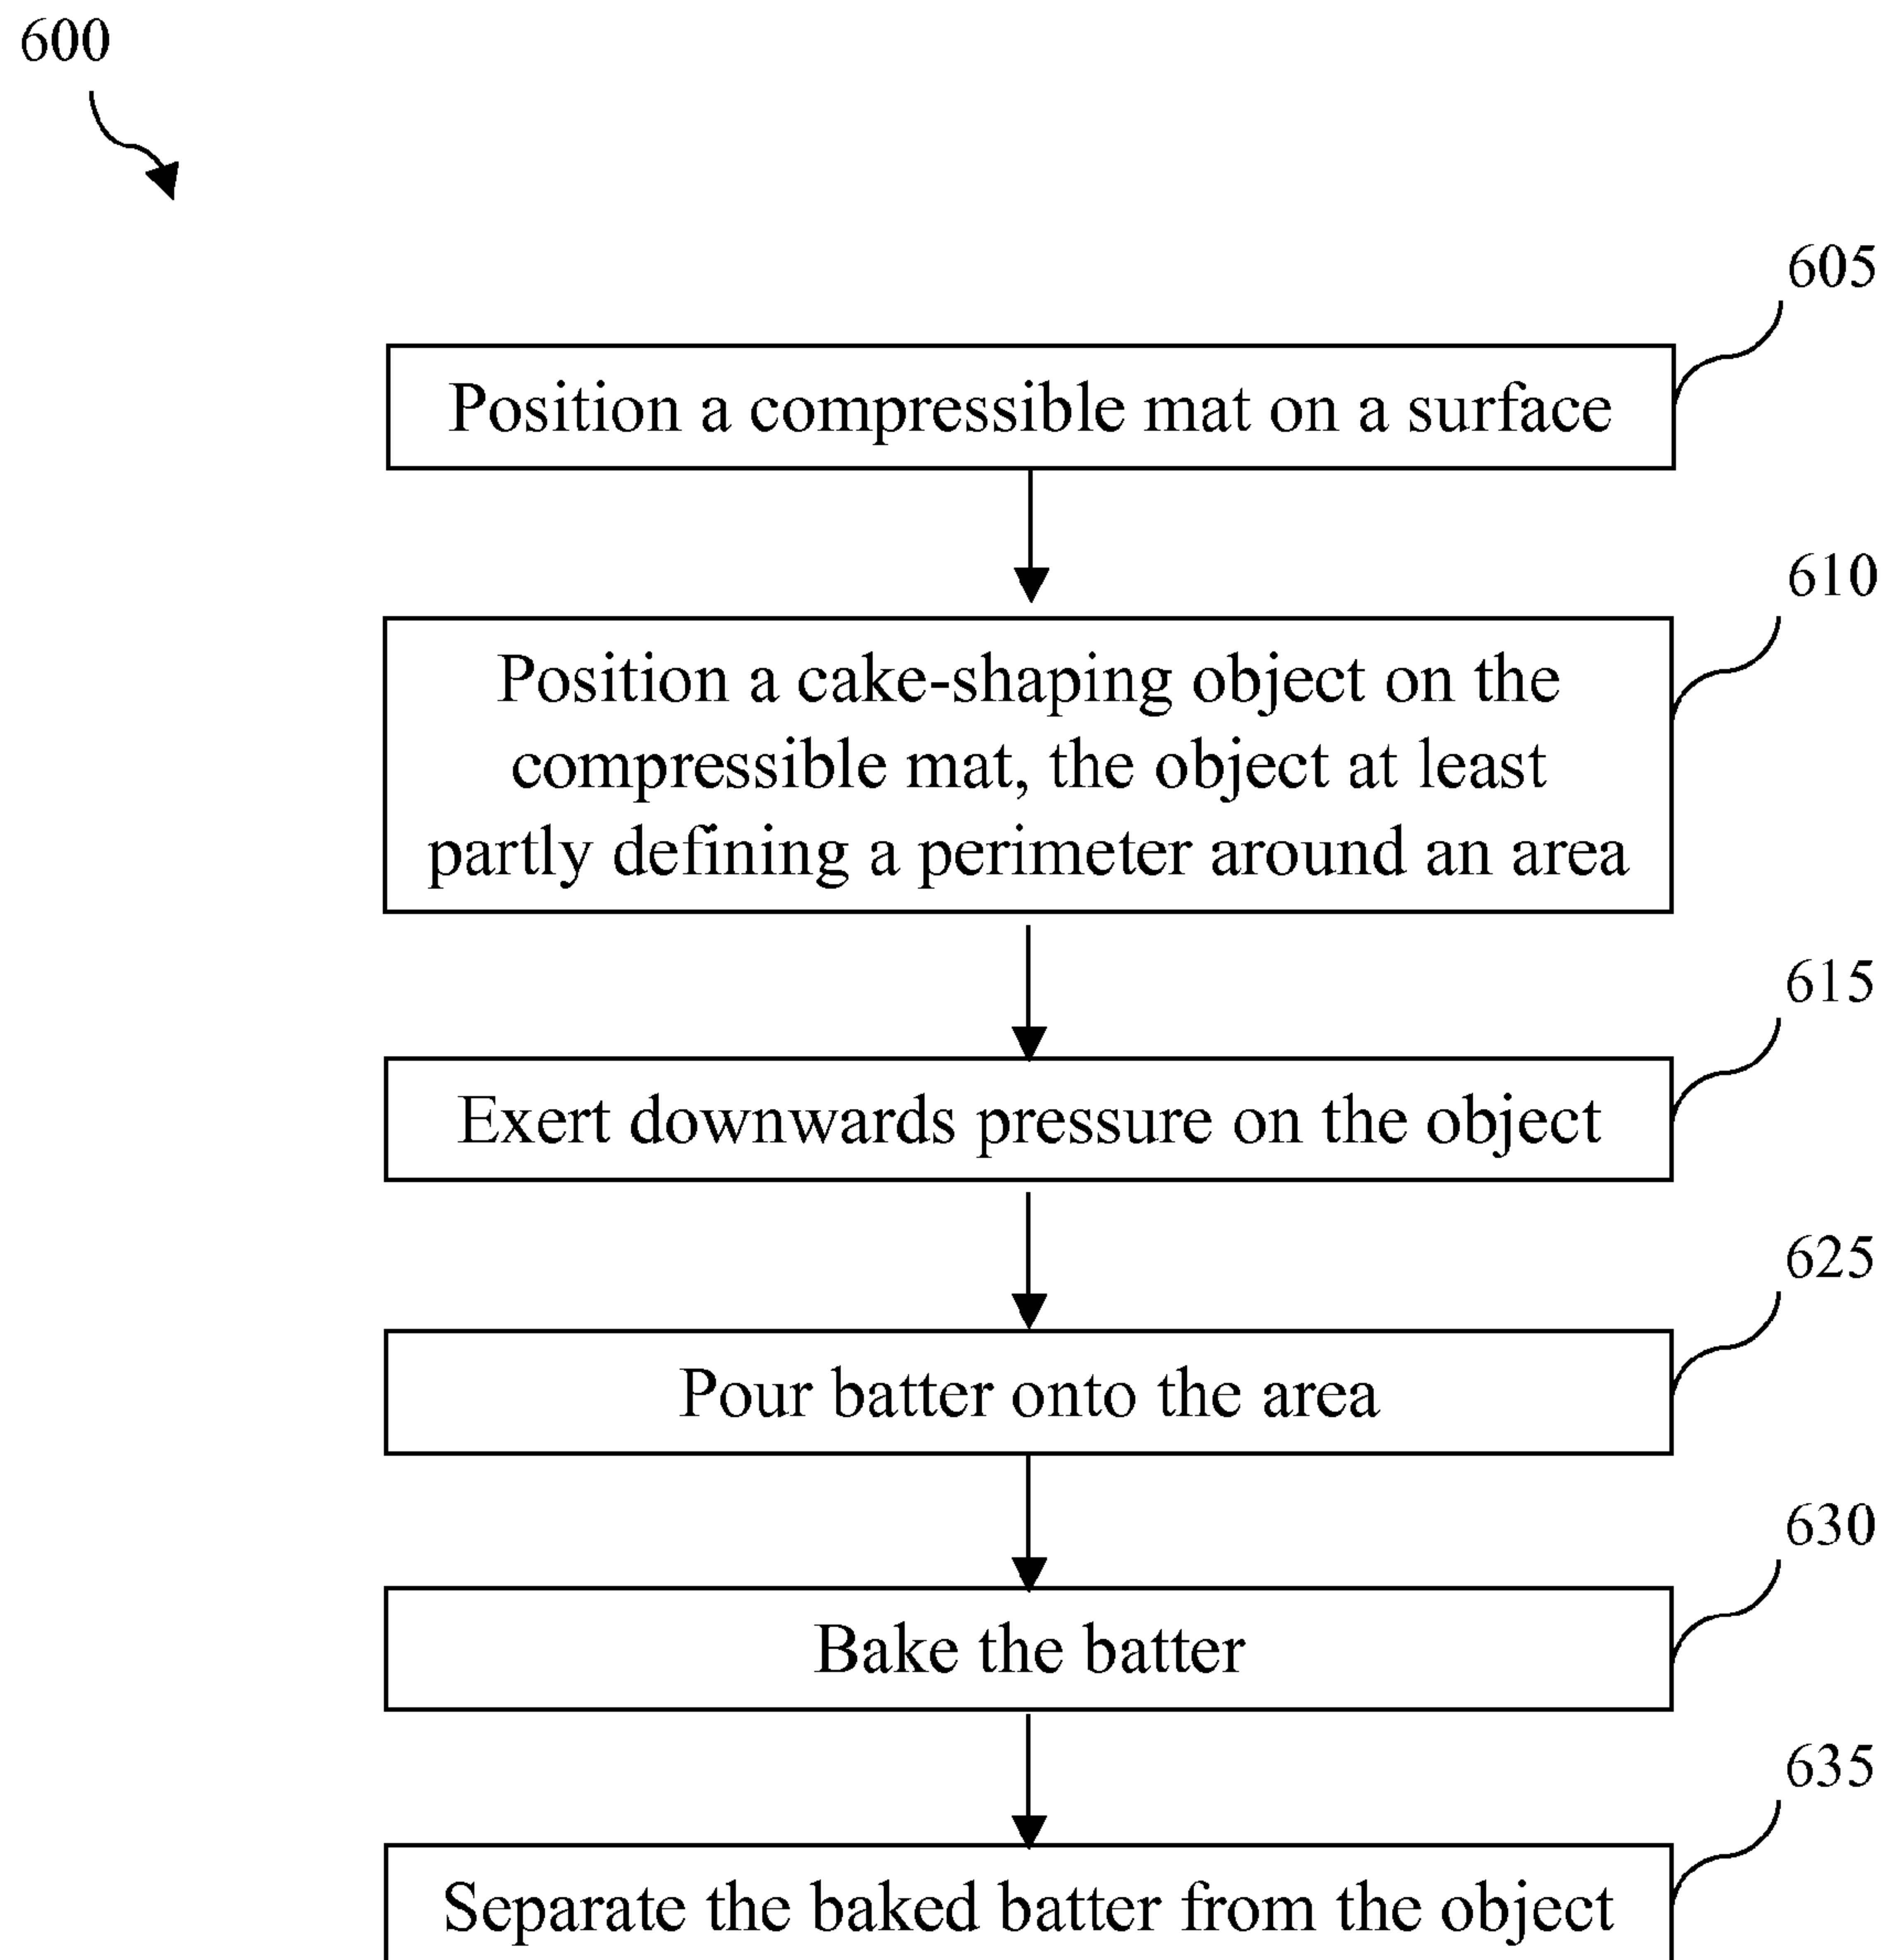 600
605
Position a compressible mat on a surface
610
Position a cake-shaping object on the
compressible mat, the object at least
partly defining a perimeter around an area
615
Exert downwards pressure on the object
625
Pour batter onto the area
630
Bake the batter
635
Separate the baked batter from the object